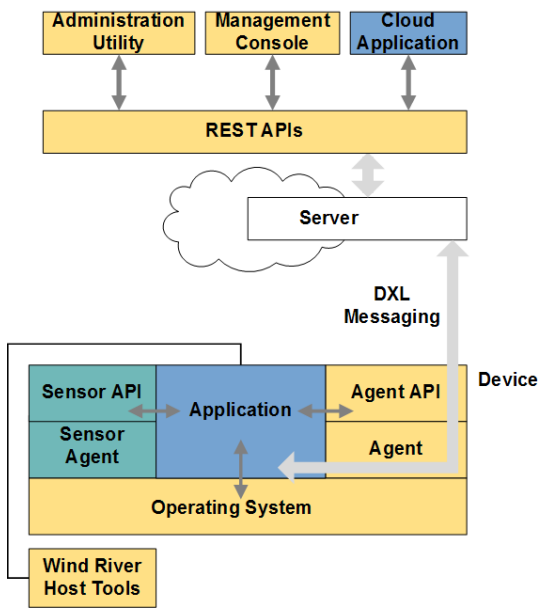 Administration
Utility
Management
Console
Cloud
Application
REST APIs
Server
DXL
Messaging
Device
Sensor API
Application
Agent API
Sensor
Agent
Agent
Operating System
Wind River
Host Tools